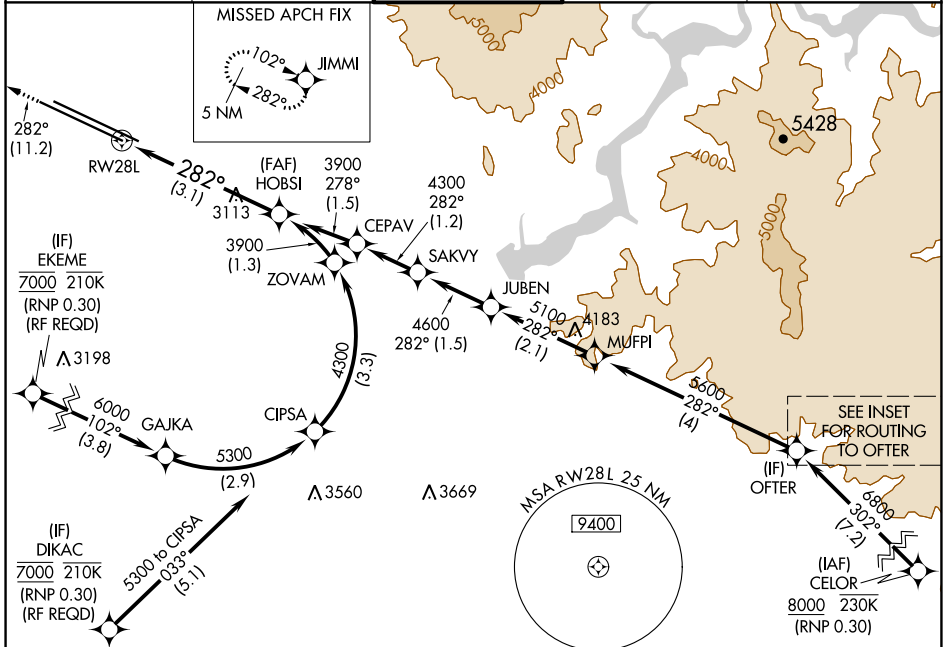 MISSED APCH FIX
102°
JIMMI
282°
5 NM
5000
4000
5428
4000
5000
282°
(11.2)
RW28L
282°
(3.1)
3113
(FAF)
HOBSI
3900
278°
(1.5)
4300
282°
(1.2)
CEPAV
SAKVY
3900
(1.3)
ZOVAM
JUBEN
4600
282° (1.5)
5100
282°
(2.1)
4183
MUFPI
(IF)
EKEME
7000 210K
(RNP 0.30)
(RF REQD)
3198
6000
102°
(3.8)
GAJKA
4300
(3.3)
CIPSA
5300
(2.9)
5600
282°
(4)
SEE INSET
FOR ROUTING
TO OFTER
(IF)
OFTER
3560
3669
MSA RW28L 25 NM
9400
6800
302°
(7.2)
(IF)
DIKAC
7000 210K
(RNP 0.30)
(RF REQD)
5300 to CIPSA
033°
(5.1)
(IAF)
CELOR
8000 230K
(RNP 0.30)